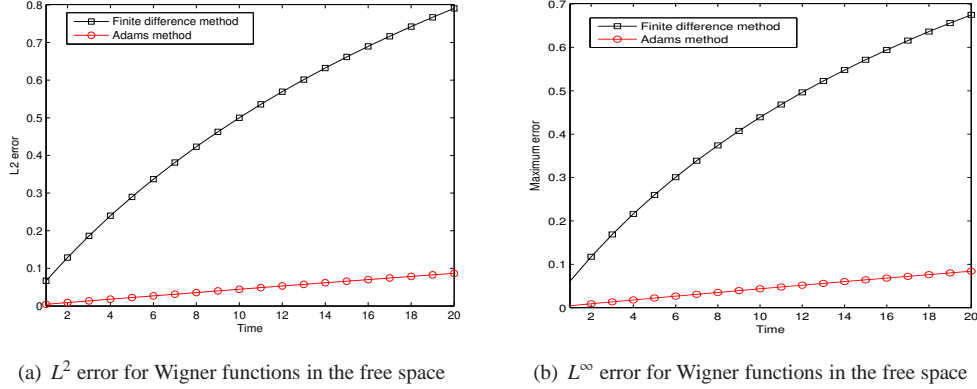 0.8
0.7
0.6
0.5
0.4
0.3
0.2
0.1
0
L2 error
Finite difference method
Adams method
2 4 6 8 10 12 14 16 18 20
Time
(a) L² error for Wigner functions in the free space
0.7
0.6
0.5
0.4
0.3
0.2
0.1
0
Maximum error
Finite difference method
Adams method
2 4 6 8 10 12 14 16 18 20
Time
(b) L∞ error for Wigner functions in the free space